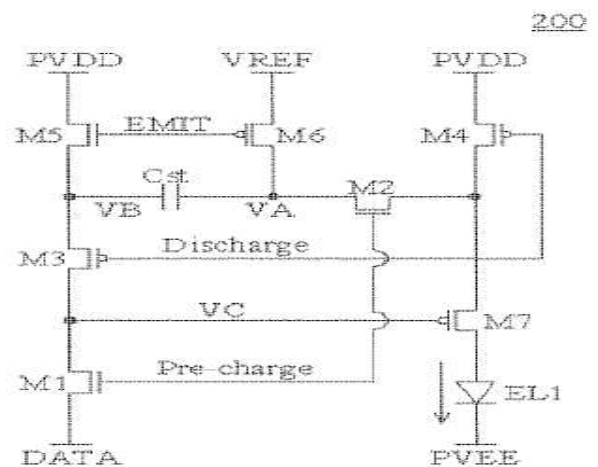 200
PVDD VREF PVDD
M5 EMIT M6 M4
Cst M2
VB VA
M3 Discharge
VC M7
M1 Pre-charge EL1
DATA PVEE